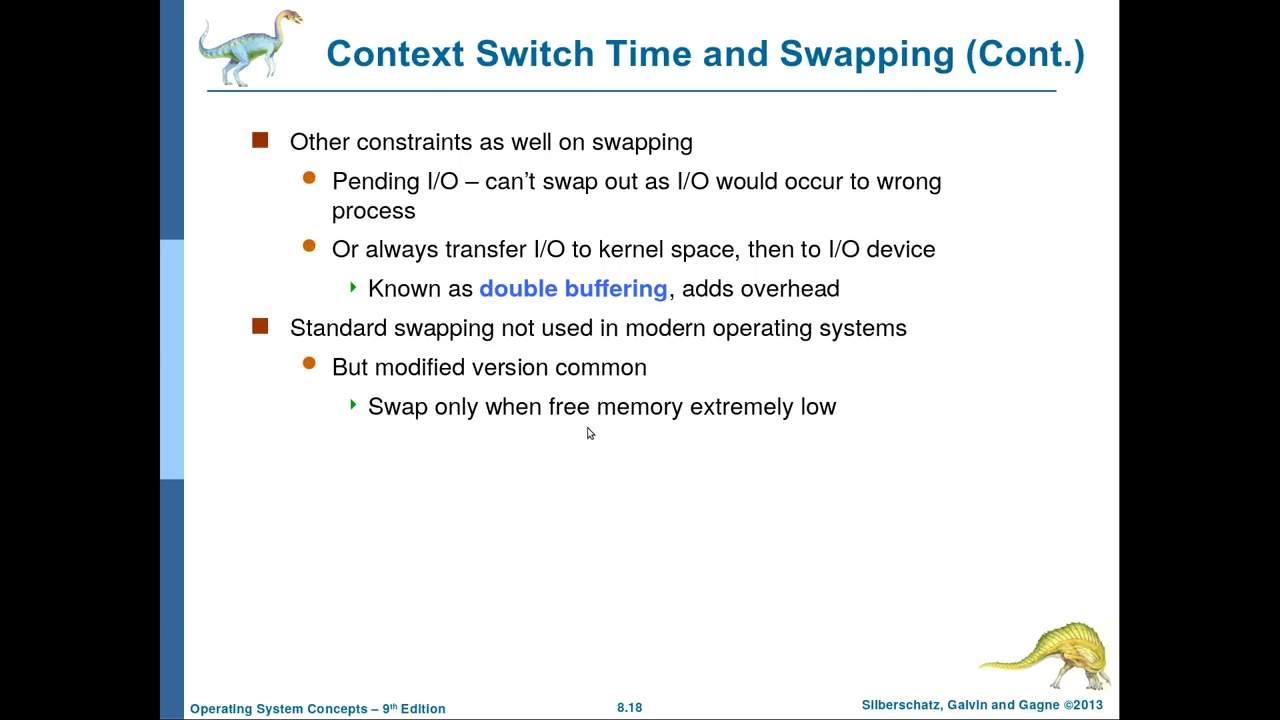 Context Switch Time and Swapping (Cont.)
Other constraints as well on swapping
Pending I/O – can’t swap out as I/O would occur to wrong
process
Or always transfer I/O to kernel space, then to I/O device
Known as double buffering, adds overhead
Standard swapping not used in modern operating systems
But modified version common
Swap only when free memory extremely low
Operating System Concepts – 9th Edition
8.18
Silberschatz, Galvin and Gagne ©2013